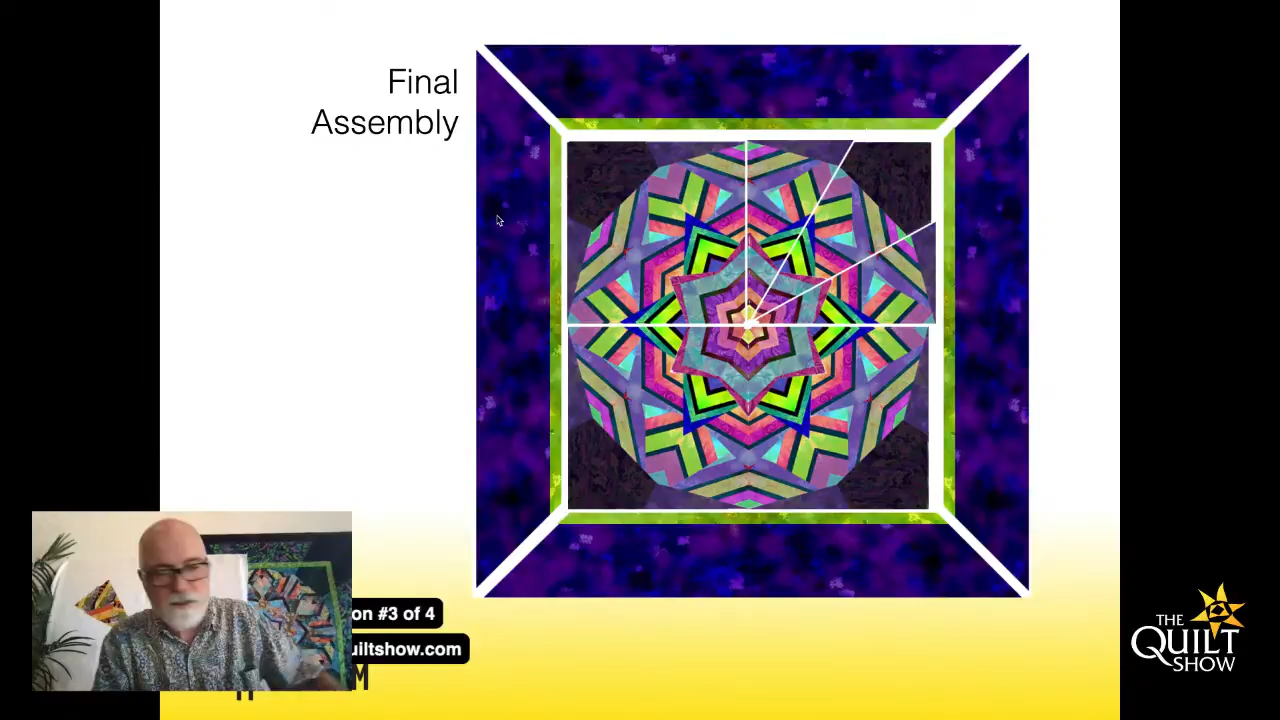 Final
Assembly
on #3 of 4
uiltshow.com
M
THE
QUILT
SHOW